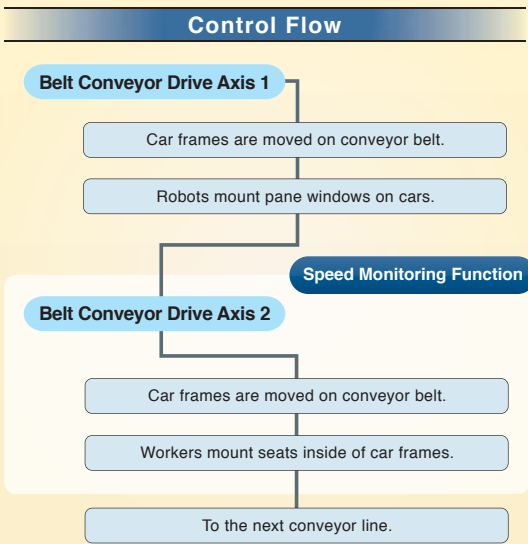 Control Flow
Belt Conveyor Drive Axis 1
Car frames are moved on conveyor belt.
Robots mount pane windows on cars.
Speed Monitoring Function
Belt Conveyor Drive Axis 2
Car frames are moved on conveyor belt.
Workers mount seats inside of car frames.
To the next conveyor line.